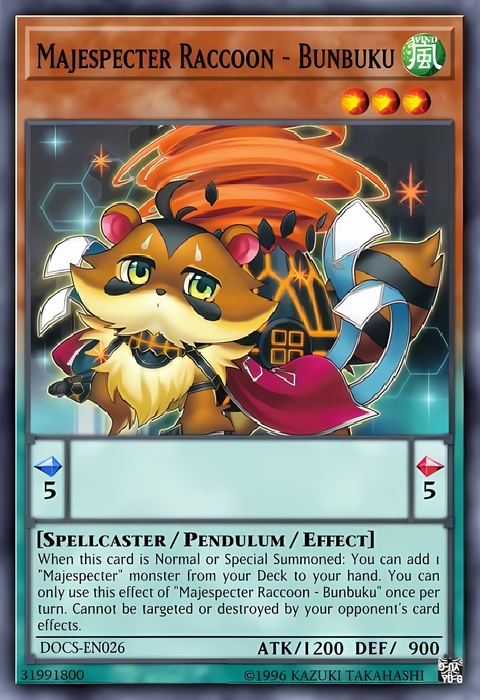 MAJESPECTER RACCOON - BUNBUKU
WIND
風
5
5
[SPELLCASTER / PENDULUM / EFFECT]
When this card is Normal or Special Summoned: You can add 1
"Majespecter" monster from your Deck to your hand. You can
only use this effect of "Majespecter Raccoon - Bunbuku" once per
turn. Cannot be targeted or destroyed by your opponent's card
effects.
DOCS-EN026
ATK/1200 DEF/ 900
31991800
©1996 KAZUKI TAKAHASHI